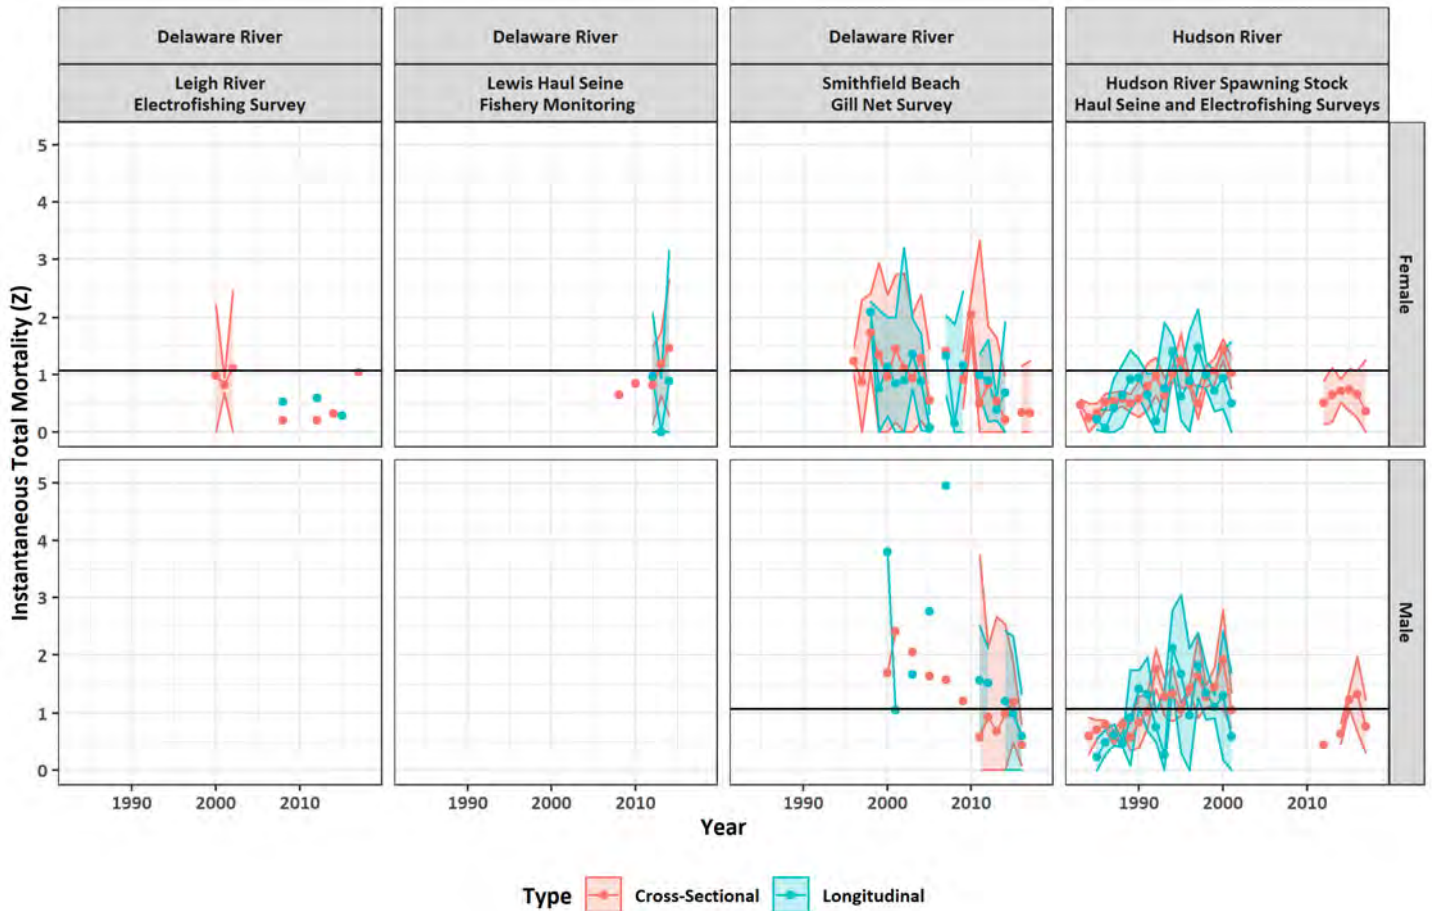 Delaware River
Delaware River
Delaware River
Hudson River
Leigh River
Electrofishing Survey
Lewis Haul Seine
Fishery Monitoring
Smithfield Beach
Gill Net Survey
Hudson River Spawning Stock
Haul Seine and Electrofishing Surveys
Instantaneous Total Mortality (Z)
5
4
3
2
1
0
Female
5
4
3
2
1
0
Male
1990 2000 2010
1990 2000 2010
1990 2000 2010
1990 2000 2010
Year
Type Cross-Sectional Longitudinal